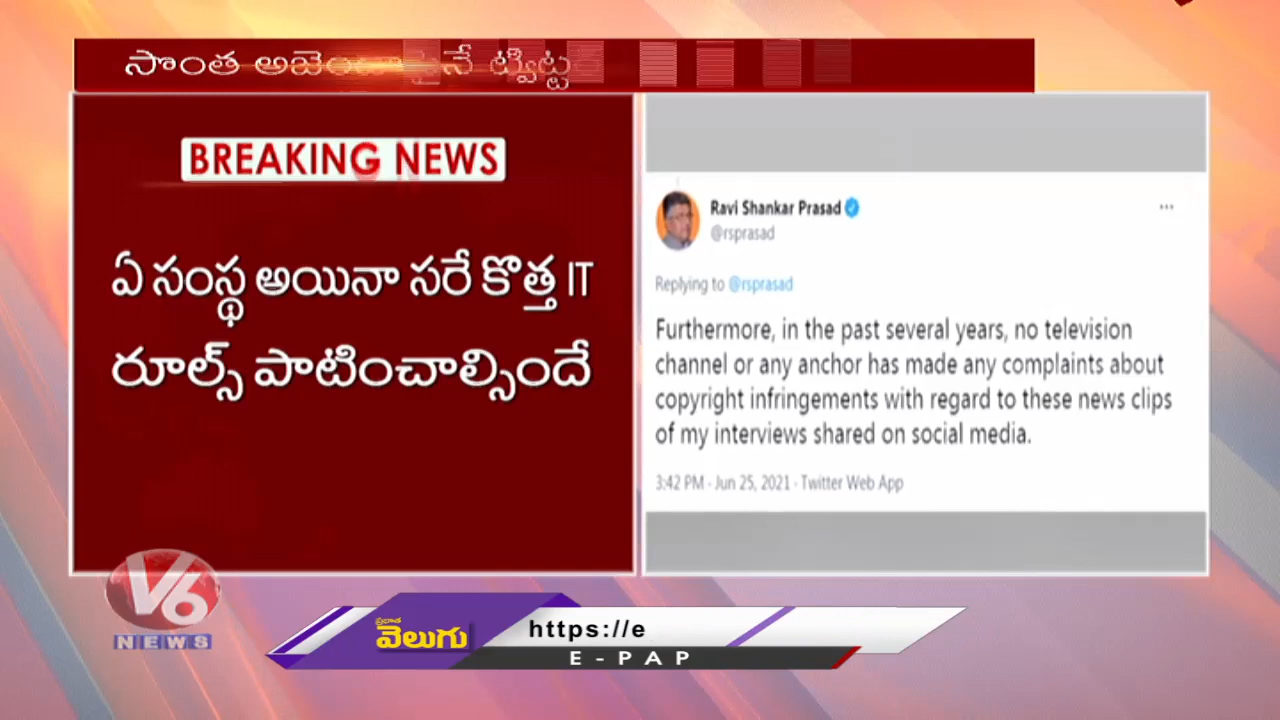 సొంత అజెండాపైనే ట్విట్టర్
BREAKING NEWS
ఏ సంస్థ అయినా సరే కొత్త IT
రూల్స్ పాటించాల్సిందే
Ravi Shankar Prasad
@rsprasad
Replying to @rsprasad
Furthermore, in the past several years, no television
channel or any anchor has made any complaints about
copyright infringements with regard to these news clips
of my interviews shared on social media.
3:42 PM - Jun 25, 2021 - Twitter Web App
V6
NEWS
ప్రభాత
వెలుగు
https://e
E-PAP